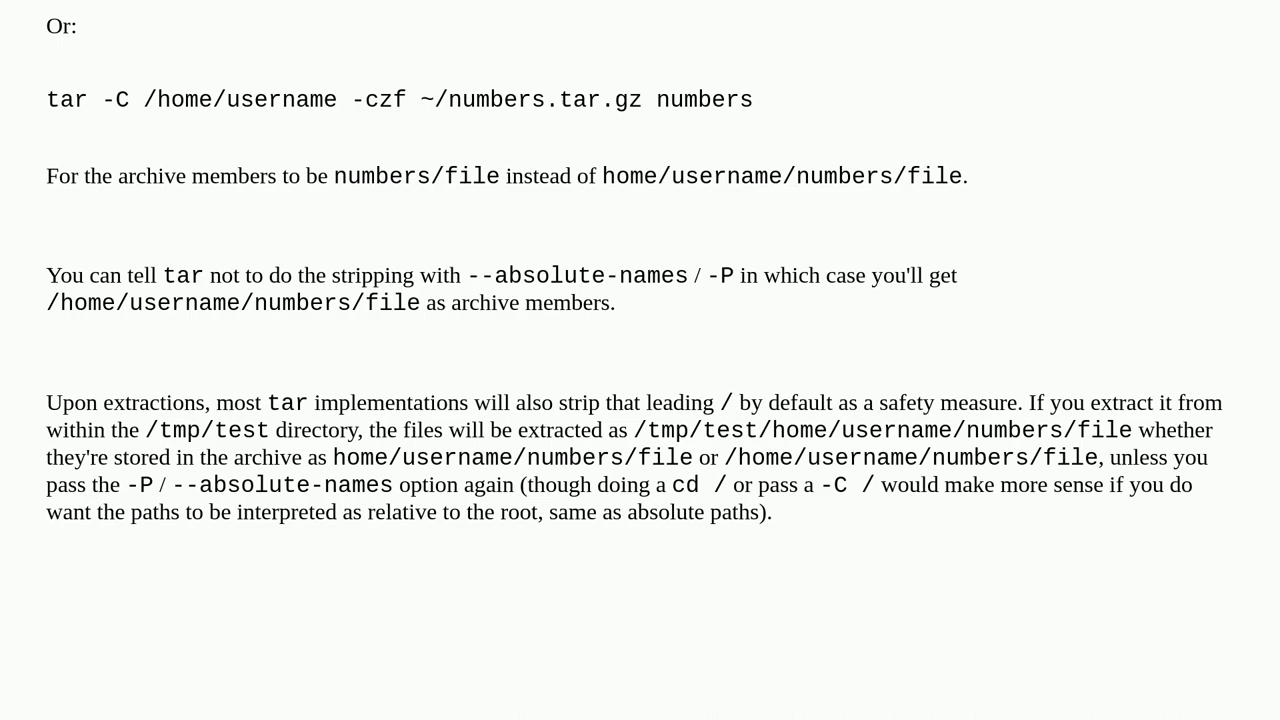 Or:
tar -C /home/username -czf ~/numbers.tar.gz numbers
For the archive members to be numbers/file instead of home/username/numbers/file.
You can tell tar not to do the stripping with --absolute-names / -P in which case you'll get
/home/username/numbers/file as archive members.
Upon extractions, most tar implementations will also strip that leading / by default as a safety measure. If you extract it from
within the /tmp/test directory, the files will be extracted as /tmp/test/home/username/numbers/file whether
they're stored in the archive as home/username/numbers/file or /home/username/numbers/file, unless you
pass the -P / --absolute-names option again (though doing a cd / or pass a -C / would make more sense if you do
want the paths to be interpreted as relative to the root, same as absolute paths).